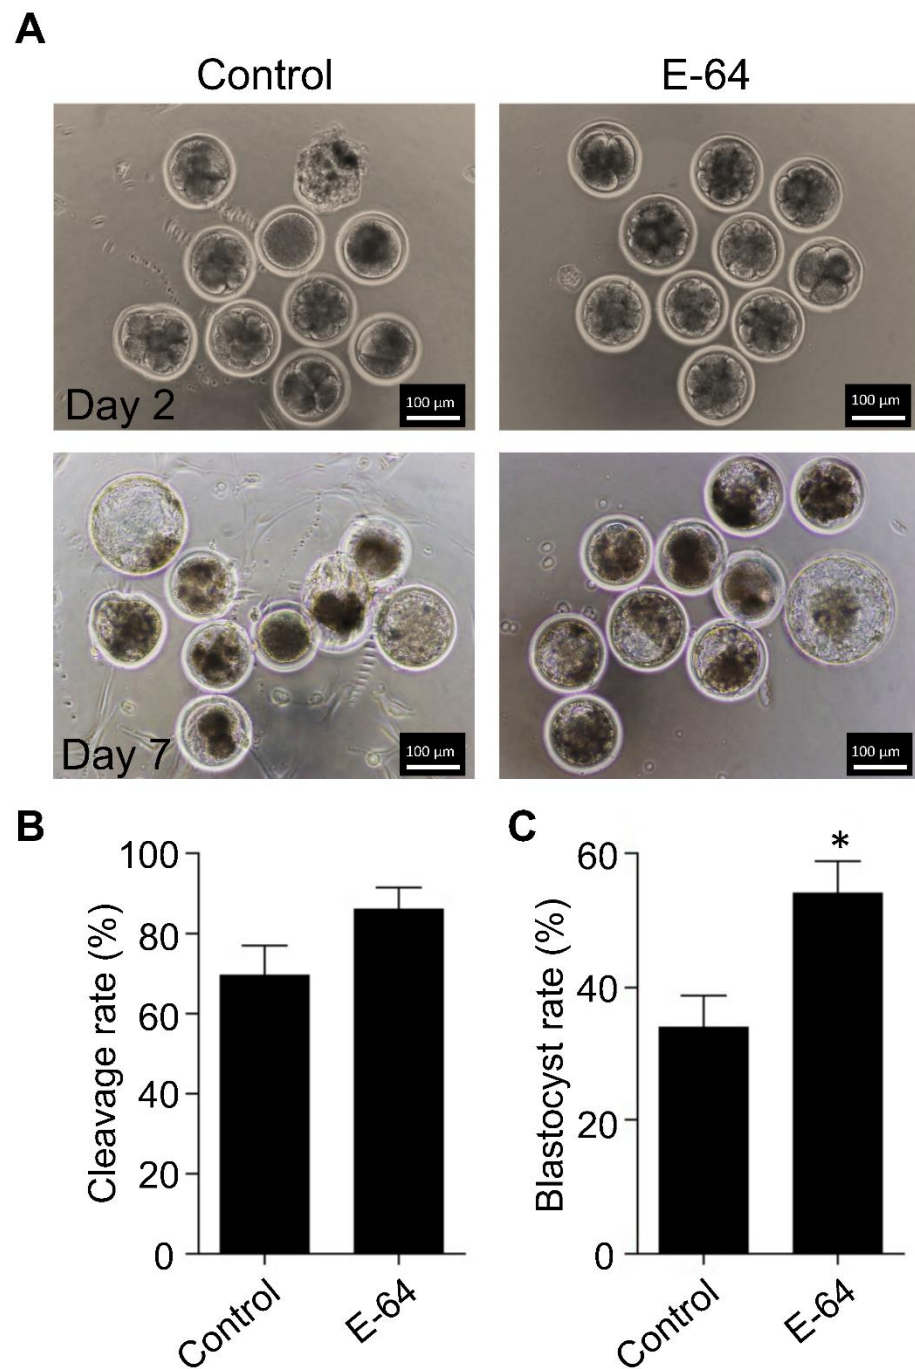 A
Control
E-64
Day 2
100 µm
100 µm
Day 7
100 µm
100 µm
B
Cleavage rate (%)
100
80
60
40
20
0
Control
E-64
C
Blastocyst rate (%)
60
40
20
0
*
Control
E-64